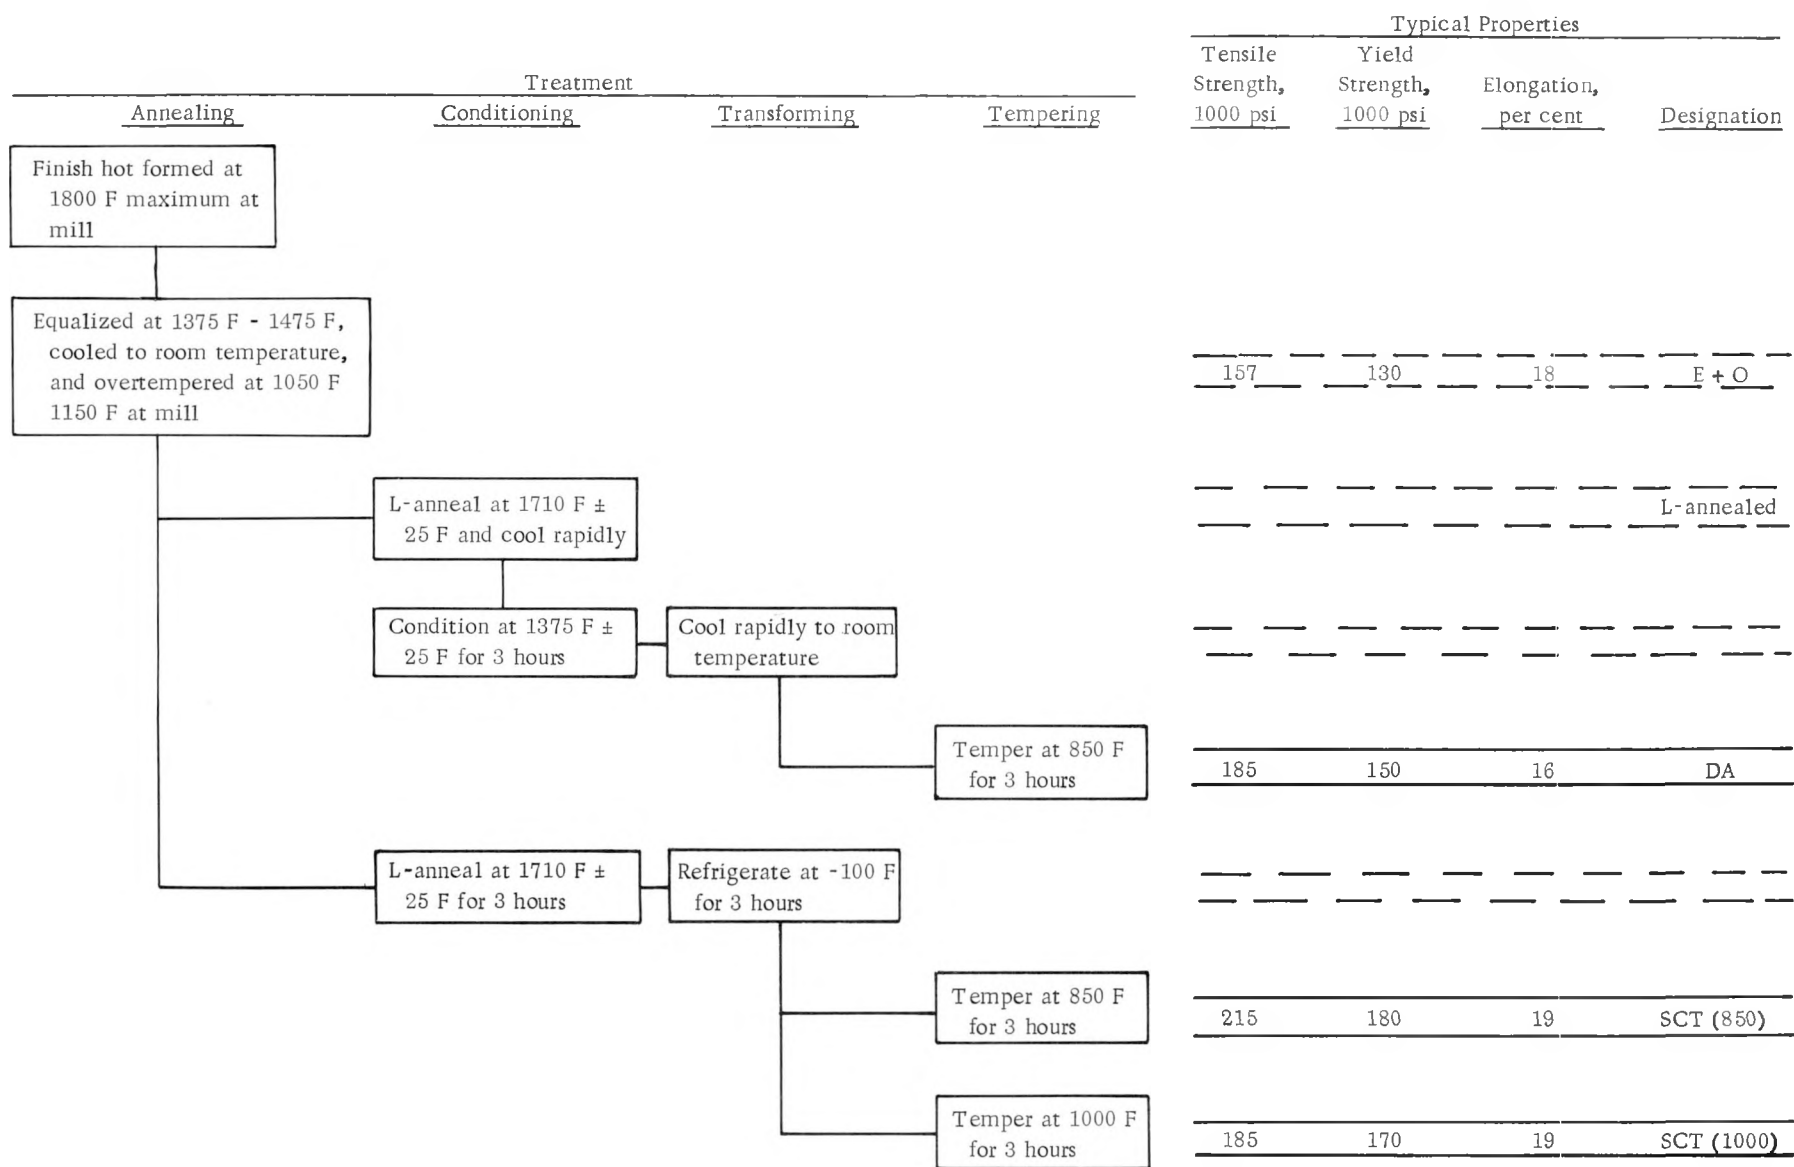 Typical Properties
Tensile Strength, 1000 psi
Yield Strength, 1000 psi
Elongation, per cent
Designation
Treatment
Annealing Conditioning Transforming Tempering
Finish hot formed at
1800 F maximum at
mill
Equalized at 1375 F - 1475 F,
cooled to room temperature,
and overtempered at 1050 F
1150 F at mill
157 130 18 E + O
L-anneal at 1710 F ±
25 F and cool rapidly
L-annealed
Condition at 1375 F ±
25 F for 3 hours
Cool rapidly to room
temperature
Temper at 850 F
for 3 hours
185 150 16 DA
L-anneal at 1710 F ±
25 F for 3 hours
Refrigerate at -100 F
for 3 hours
Temper at 850 F
for 3 hours
215 180 19 SCT (850)
Temper at 1000 F
for 3 hours
185 170 19 SCT (1000)